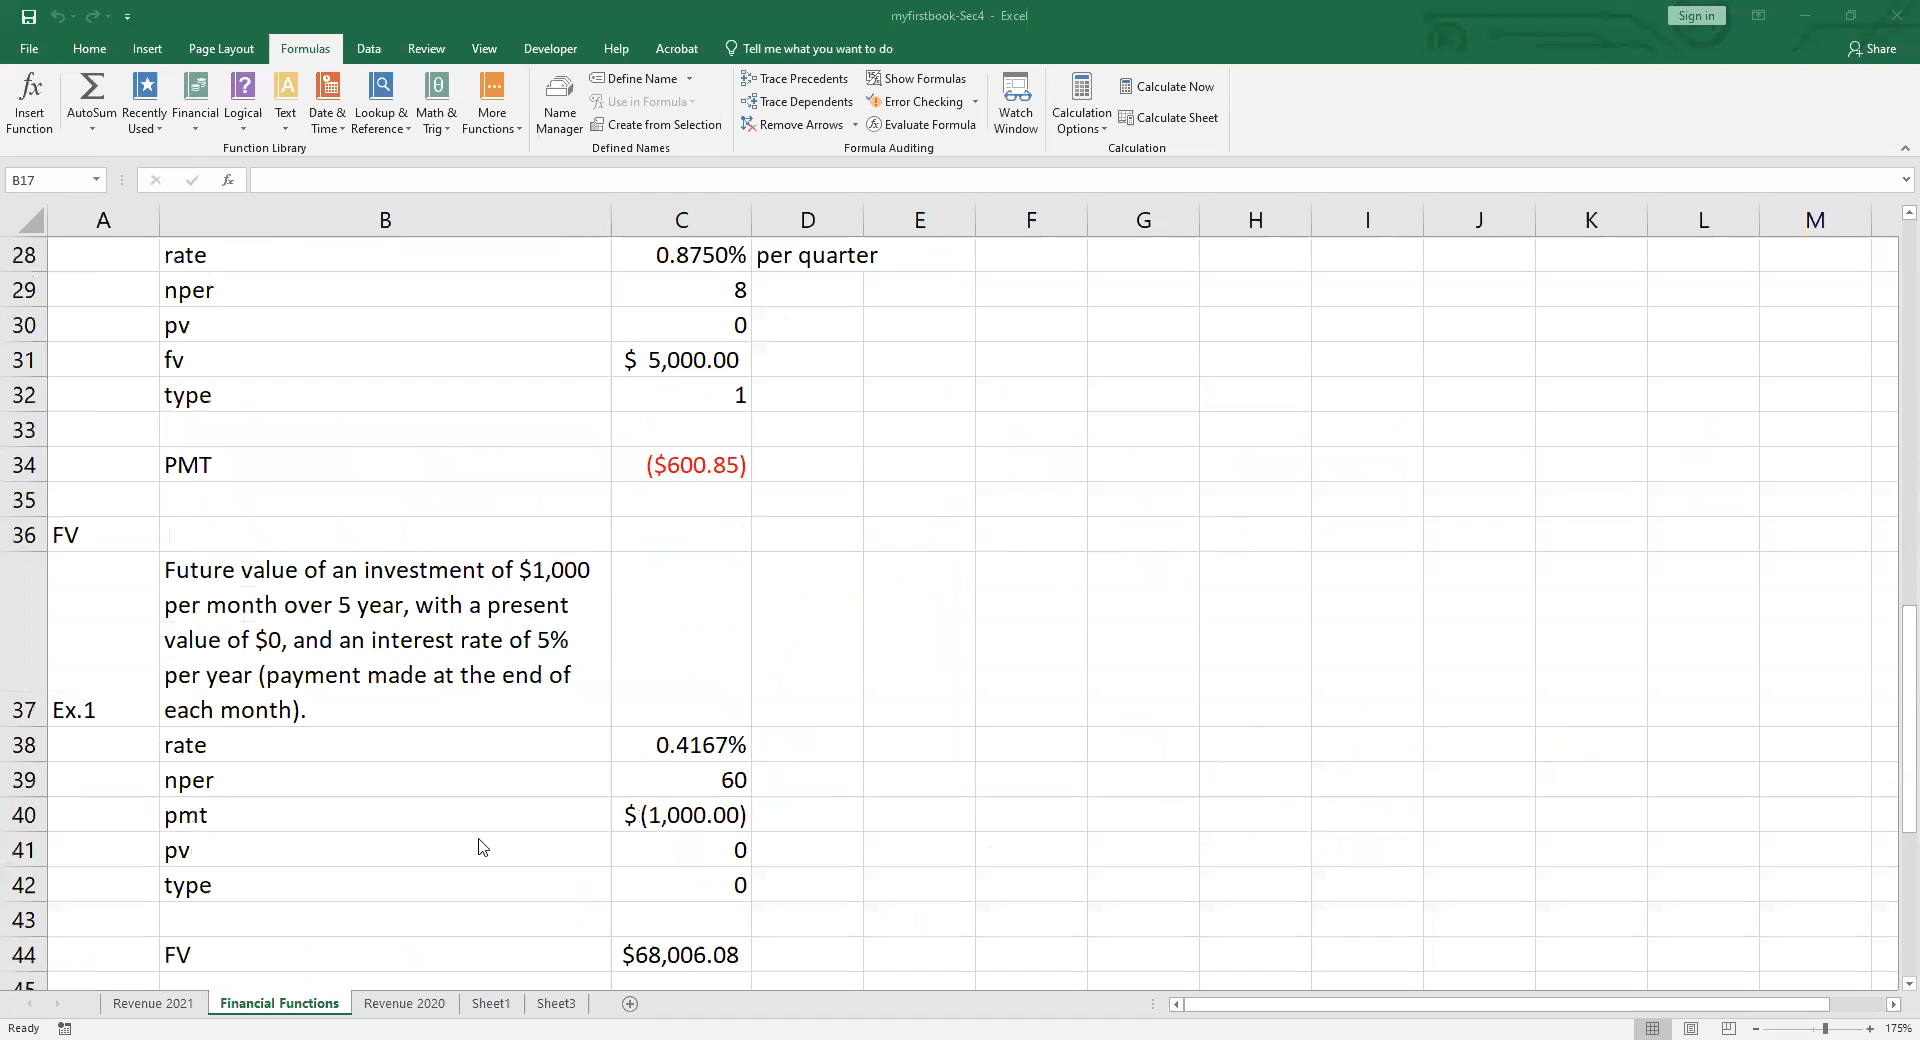 myfirstbook-Sec4 - Excel
Sign in
File Home Insert Page Layout Formulas Data Review View Developer Help Acrobat Tell me what you want to do Share
Insert Function
AutoSum
Recently Used
Financial
Logical
Text
Date & Time
Lookup & Reference
Math & Trig
More Functions
Function Library
Name Manager
Define Name
Use in Formula
Create from Selection
Defined Names
Trace Precedents
Trace Dependents
Remove Arrows
Show Formulas
Error Checking
Evaluate Formula
Formula Auditing
Watch Window
Calculation Options
Calculate Now
Calculate Sheet
Calculation
B17 fx
A B C D E F G H I J K L M
28 rate 0.8750% per quarter
29 nper 8
30 pv 0
31 fv $ 5,000.00
32 type 1
33
34 PMT ($600.85)
35
36 FV
Future value of an investment of $1,000
per month over 5 year, with a present
value of $0, and an interest rate of 5%
per year (payment made at the end of
37 Ex.1 each month).
38 rate 0.4167%
39 nper 60
40 pmt $(1,000.00)
41 pv 0
42 type 0
43
44 FV $68,006.08
45
Revenue 2021 Financial Functions Revenue 2020 Sheet1 Sheet3
Ready 175%